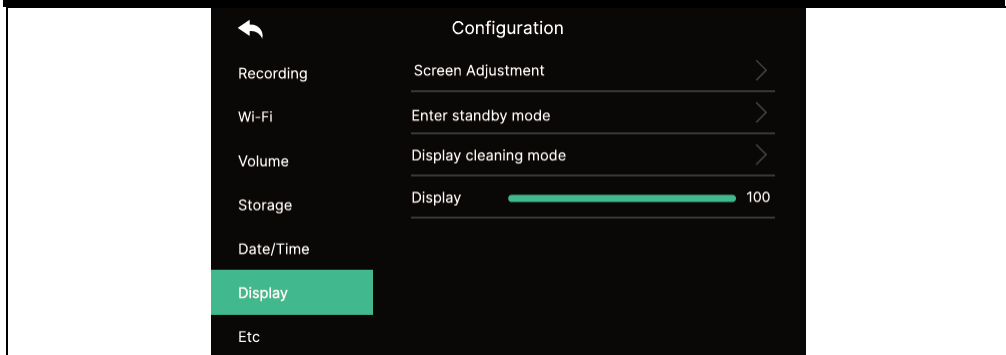 Configuration
Recording
Wi-Fi
Volume
Storage
Date/Time
Display
Etc
Screen Adjustment
Enter standby mode
Display cleaning mode
Display 100